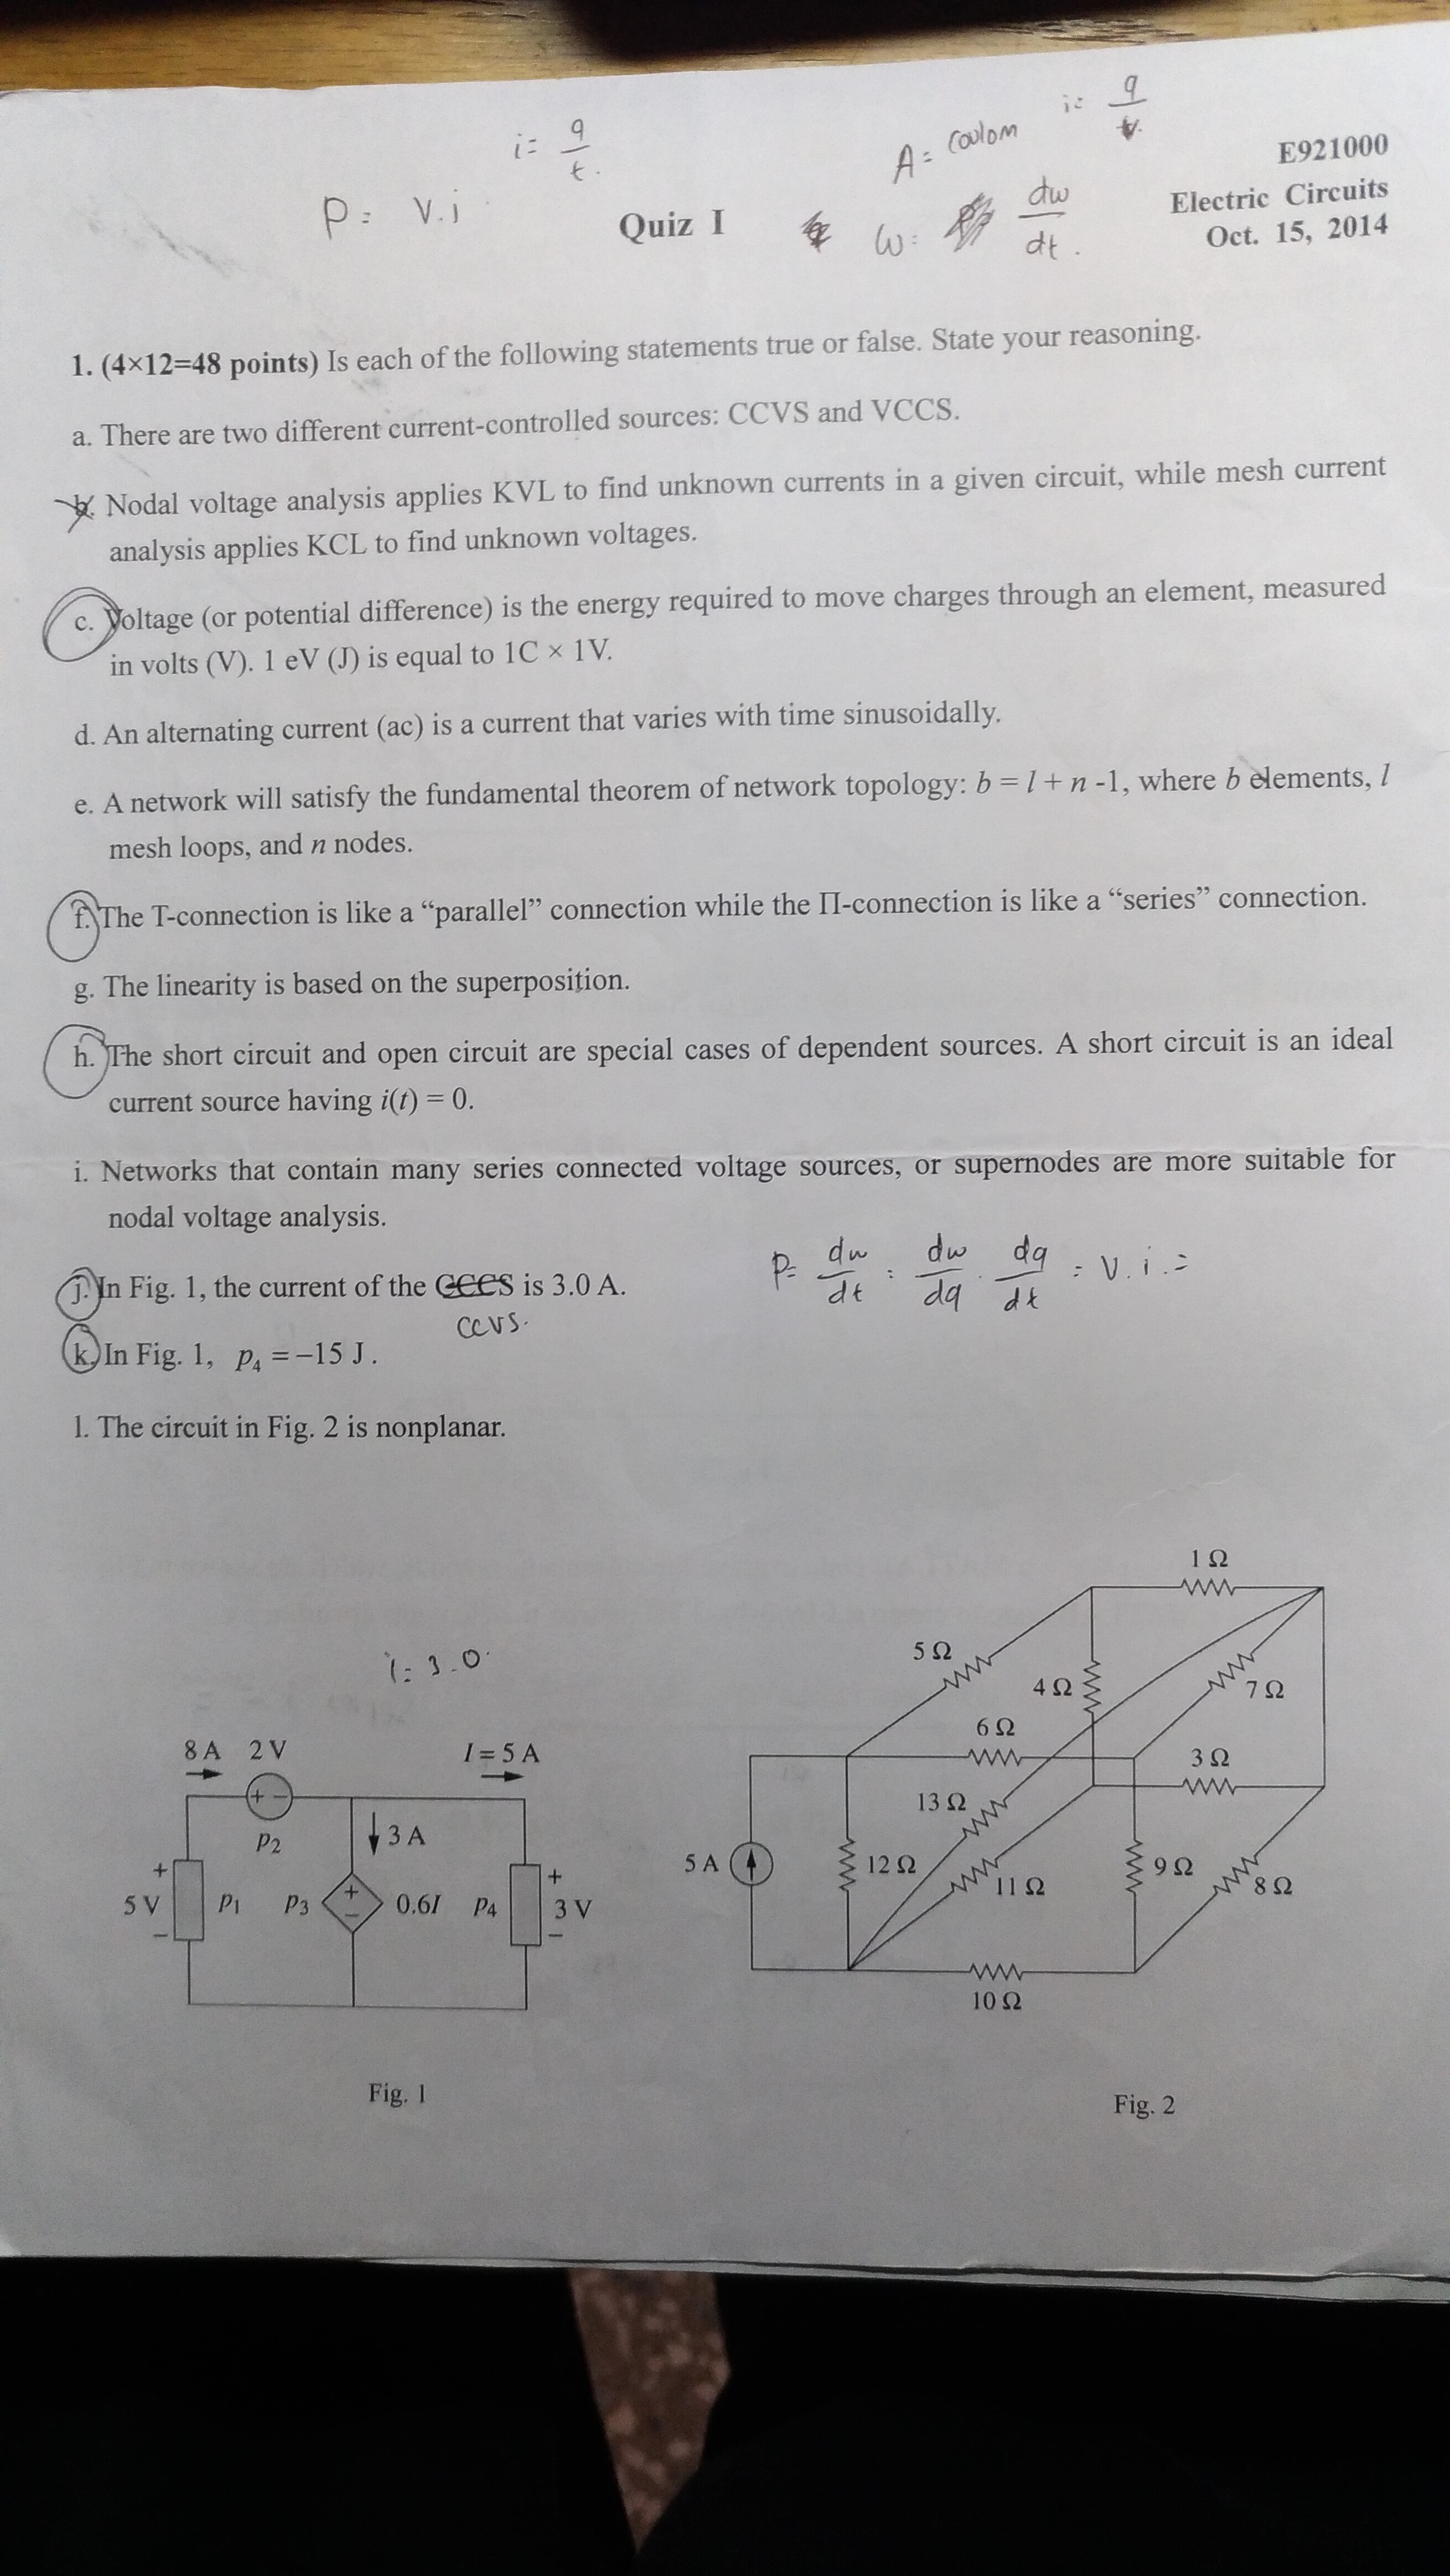 i = q/t.
A = coulom
i = q/t.
E921000
P = V.i
Quiz I
W = dw/dt.
Electric Circuits
Oct. 15, 2014
1. (4×12=48 points) Is each of the following statements true or false. State your reasoning.
a. There are two different current-controlled sources: CCVS and VCCS.
b. Nodal voltage analysis applies KVL to find unknown currents in a given circuit, while mesh current
analysis applies KCL to find unknown voltages.
c. Voltage (or potential difference) is the energy required to move charges through an element, measured
in volts (V). 1 eV (J) is equal to 1C × 1V.
d. An alternating current (ac) is a current that varies with time sinusoidally.
e. A network will satisfy the fundamental theorem of network topology: b = l + n -1, where b elements, l
mesh loops, and n nodes.
f. The T-connection is like a “parallel” connection while the Π-connection is like a “series” connection.
g. The linearity is based on the superposition.
h. The short circuit and open circuit are special cases of dependent sources. A short circuit is an ideal
current source having i(t) = 0.
i. Networks that contain many series connected voltage sources, or supernodes are more suitable for
nodal voltage analysis.
P = dw/dt = dw/dq . dq/dt = V.i. =
j. In Fig. 1, the current of the CCCS is 3.0 A.
CCVS.
k. In Fig. 1, p4 = −15 J.
l. The circuit in Fig. 2 is nonplanar.
i = 3.0
8 A 2 V I = 5 A
+ −
p2
3 A
+ + +
5 V p1 p3 0.6I p4 3 V
− − −
Fig. 1
1 Ω
5 Ω
4 Ω
7 Ω
6 Ω
3 Ω
13 Ω
5 A
12 Ω
11 Ω
9 Ω
8 Ω
10 Ω
Fig. 2